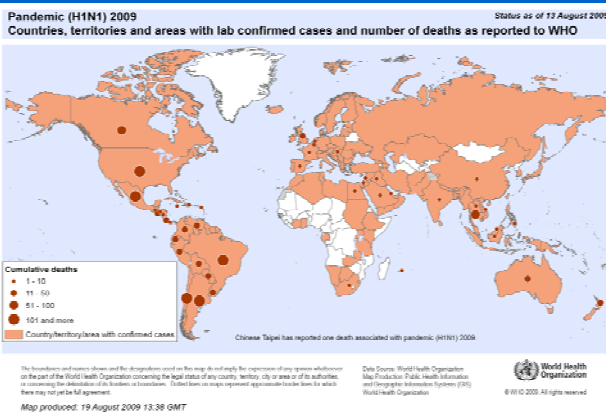 Pandemic (H1N1) 2009
Status as of 13 August 2009
Countries, territories and areas with lab confirmed cases and number of deaths as reported to WHO
Cumulative deaths
1 - 10
11 - 50
51 - 100
101 and more
Country/territory/area with confirmed cases
Chinese Taipei has reported one death associated with pandemic (H1N1) 2009
The boundaries and names shown and the designations used on this map do not imply the expression of any opinion whatsoever
on the part of the World Health Organization concerning the legal status of any country, territory, city or area or of its authorities,
or concerning the delimitation of its frontiers or boundaries. Dotted lines on maps represent approximate border lines for which
there may not yet be full agreement.
Data Source: World Health Organization
Map Production: Public Health Information
and Geographic Information Systems (GIS)
World Health Organization
World Health
Organization
© WHO 2009. All rights reserved
Map produced: 19 August 2009 13:38 GMT